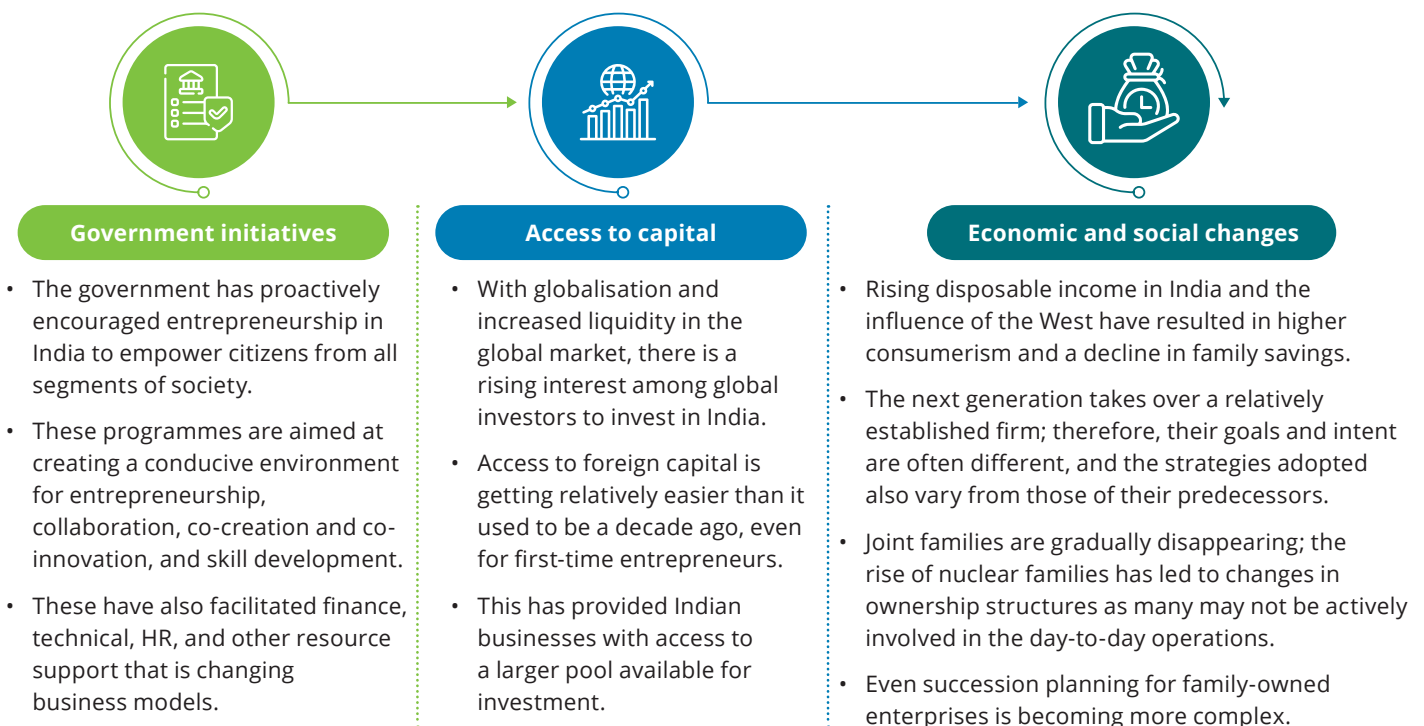 Government initiatives
• The government has proactively
encouraged entrepreneurship in
India to empower citizens from all
segments of society.
• These programmes are aimed at
creating a conducive environment
for entrepreneurship,
collaboration, co-creation and co-
innovation, and skill development.
• These have also facilitated finance,
technical, HR, and other resource
support that is changing
business models.
Access to capital
• With globalisation and
increased liquidity in the
global market, there is a
rising interest among global
investors to invest in India.
• Access to foreign capital is
getting relatively easier than it
used to be a decade ago, even
for first-time entrepreneurs.
• This has provided Indian
businesses with access to
a larger pool available for
investment.
Economic and social changes
• Rising disposable income in India and the
influence of the West have resulted in higher
consumerism and a decline in family savings.
• The next generation takes over a relatively
established firm; therefore, their goals and intent
are often different, and the strategies adopted
also vary from those of their predecessors.
• Joint families are gradually disappearing; the
rise of nuclear families has led to changes in
ownership structures as many may not be actively
involved in the day-to-day operations.
• Even succession planning for family-owned
enterprises is becoming more complex.